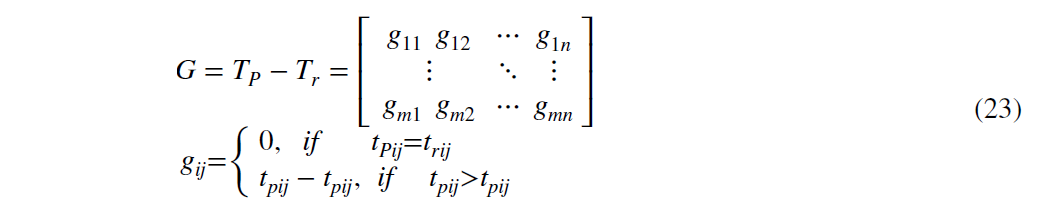 G = T_P − T_r = [ g_11 g_12 ⋯ g_1n
⋮ ⋱ ⋮
g_m1 g_m2 ⋯ g_mn ]
(23)
g_ij = { 0, if t_Pij=t_rij
t_pij − t_pij, if t_pij>t_pij